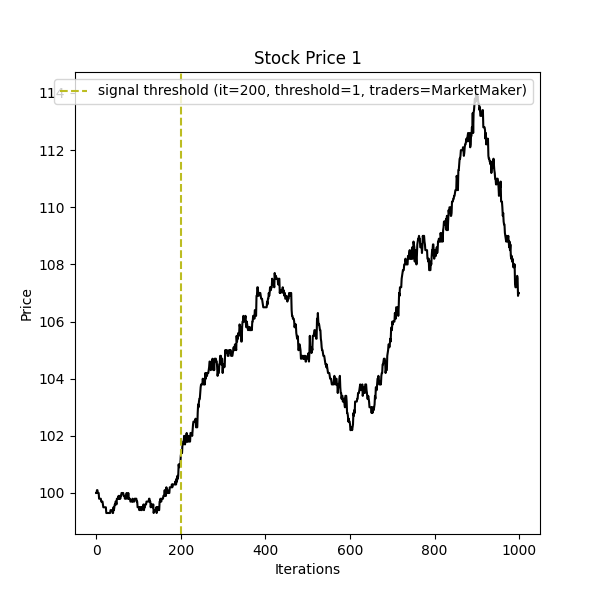 Stock Price 1
signal threshold (it=200, threshold=1, traders=MarketMaker)
114
112
110
108
106
104
102
100
Price
0 200 400 600 800 1000
Iterations